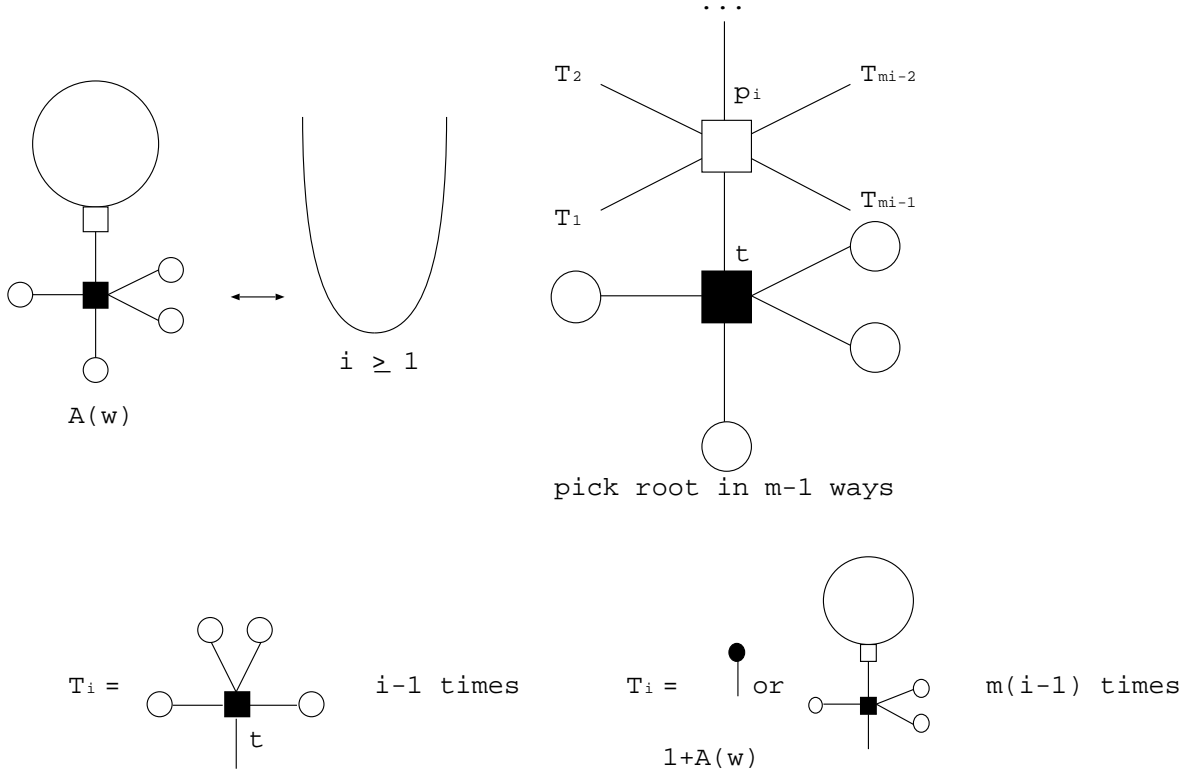 ...
T2 Tmi-2
pi
T1 Tmi-1
t
i ≥ 1
A(w)
pick root in m-1 ways
Ti = i-1 times
t
Ti = or m(i-1) times
1+A(w)